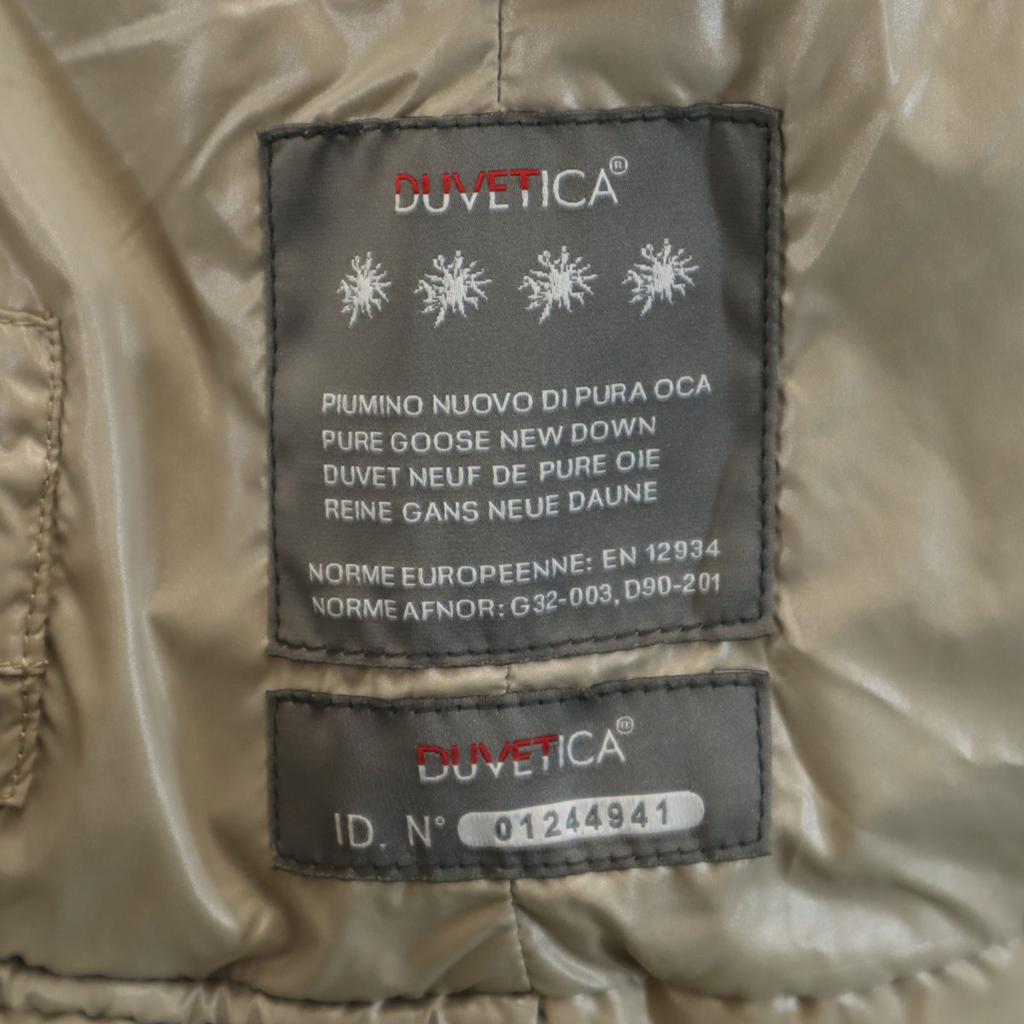 DUVETICA®
PIUMINO NUOVO DI PURA OCA
PURE GOOSE NEW DOWN
DUVET NEUF DE PURE OIE
REINE GANS NEUE DAUNE
NORME EUROPEENNE: EN 12934
NORME AFNOR: G32-003, D90-201
DUVETICA®
ID. N° 01244941